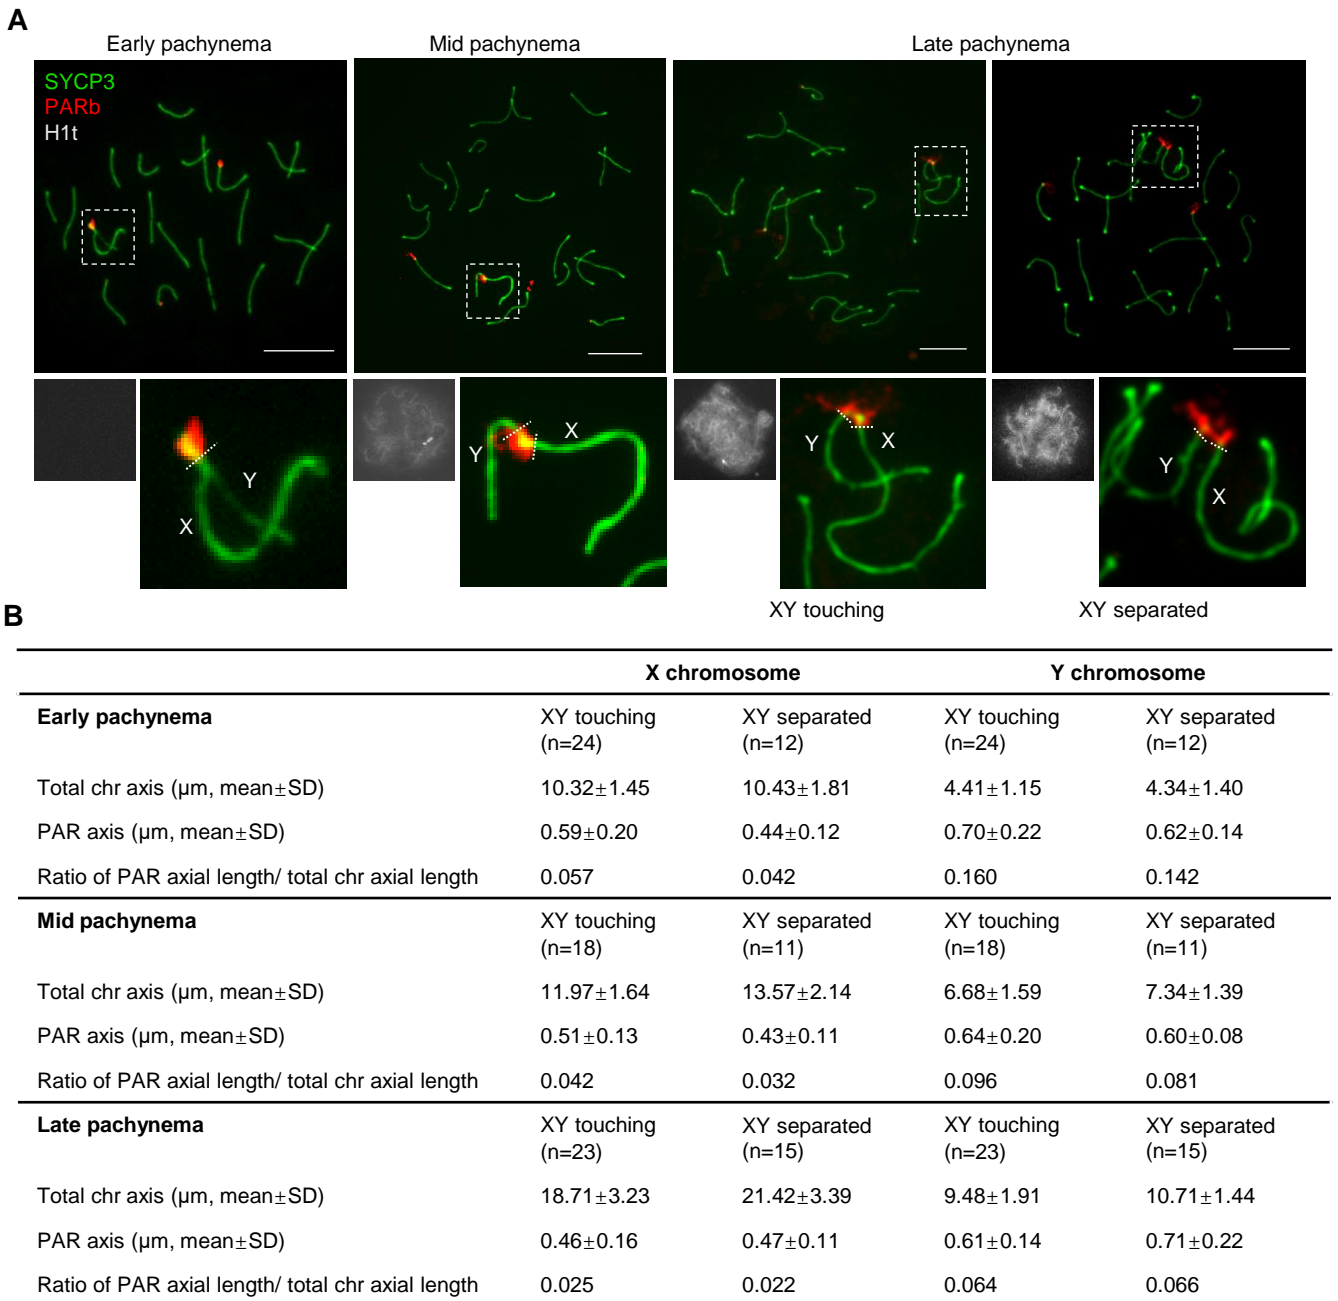 A
Early pachynema
Mid pachynema
Late pachynema
SYCP3
PARb
H1t
Y
X
Y
X
Y
X
Y
X
XY touching
XY separated
B
X chromosome
Y chromosome
Early pachynema
XY touching (n=24)
XY separated (n=12)
XY touching (n=24)
XY separated (n=12)
Total chr axis (µm, mean±SD)
10.32±1.45
10.43±1.81
4.41±1.15
4.34±1.40
PAR axis (µm, mean±SD)
0.59±0.20
0.44±0.12
0.70±0.22
0.62±0.14
Ratio of PAR axial length/ total chr axial length
0.057
0.042
0.160
0.142
Mid pachynema
XY touching (n=18)
XY separated (n=11)
XY touching (n=18)
XY separated (n=11)
Total chr axis (µm, mean±SD)
11.97±1.64
13.57±2.14
6.68±1.59
7.34±1.39
PAR axis (µm, mean±SD)
0.51±0.13
0.43±0.11
0.64±0.20
0.60±0.08
Ratio of PAR axial length/ total chr axial length
0.042
0.032
0.096
0.081
Late pachynema
XY touching (n=23)
XY separated (n=15)
XY touching (n=23)
XY separated (n=15)
Total chr axis (µm, mean±SD)
18.71±3.23
21.42±3.39
9.48±1.91
10.71±1.44
PAR axis (µm, mean±SD)
0.46±0.16
0.47±0.11
0.61±0.14
0.71±0.22
Ratio of PAR axial length/ total chr axial length
0.025
0.022
0.064
0.066